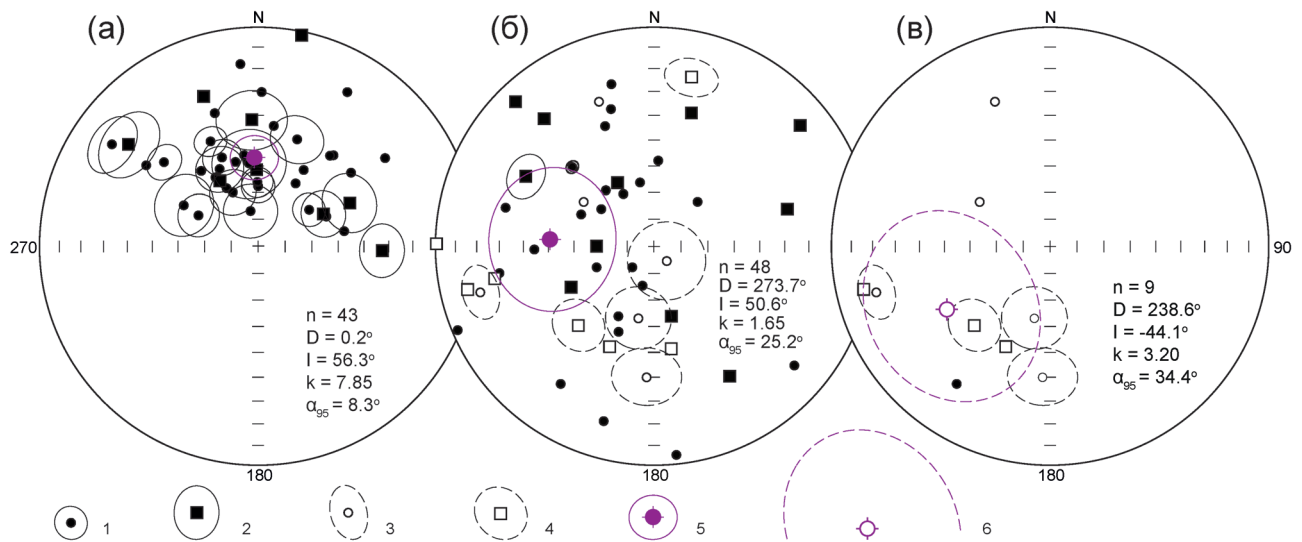 (а)
N
270
180
n = 43
D = 0.2°
I = 56.3°
k = 7.85
α95 = 8.3°
(б)
N
180
n = 48
D = 273.7°
I = 50.6°
k = 1.65
α95 = 25.2°
(в)
N
90
180
n = 9
D = 238.6°
I = -44.1°
k = 3.20
α95 = 34.4°
1
2
3
4
5
6